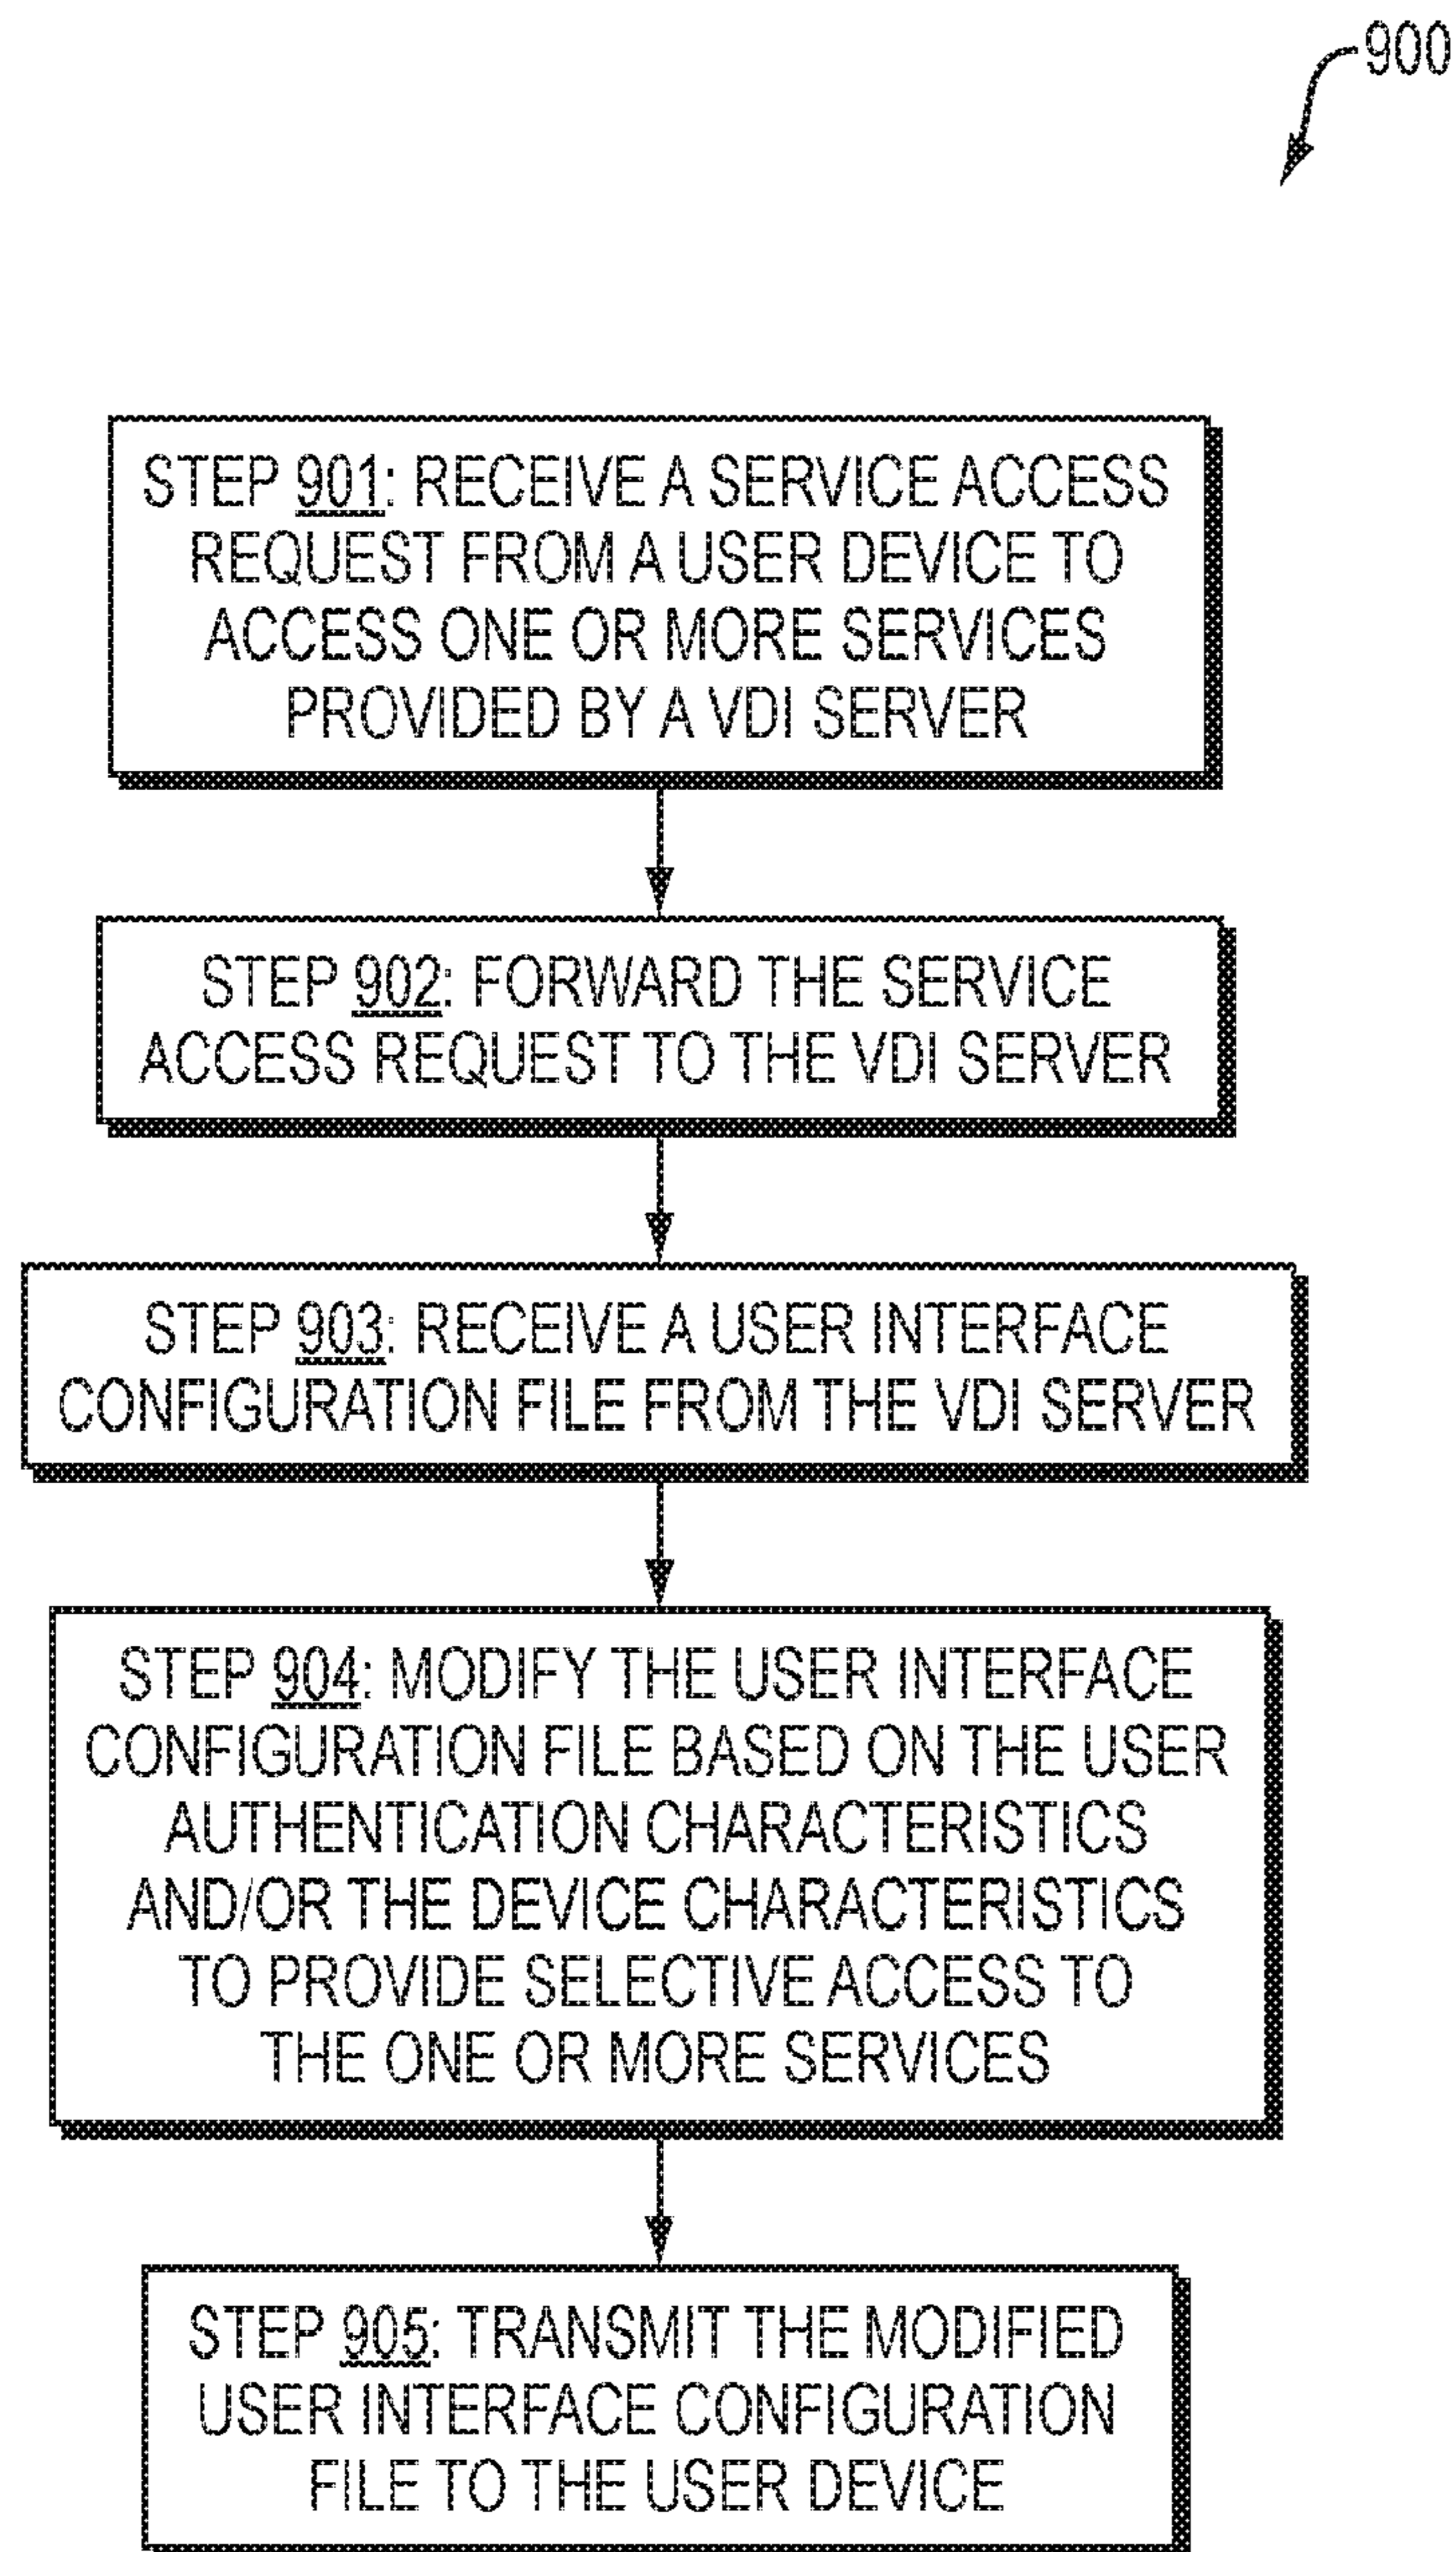 900
STEP 901: RECEIVE A SERVICE ACCESS
REQUEST FROM A USER DEVICE TO
ACCESS ONE OR MORE SERVICES
PROVIDED BY A VDI SERVER
STEP 902: FORWARD THE SERVICE
ACCESS REQUEST TO THE VDI SERVER
STEP 903: RECEIVE A USER INTERFACE
CONFIGURATION FILE FROM THE VDI SERVER
STEP 904: MODIFY THE USER INTERFACE
CONFIGURATION FILE BASED ON THE USER
AUTHENTICATION CHARACTERISTICS
AND/OR THE DEVICE CHARACTERISTICS
TO PROVIDE SELECTIVE ACCESS TO
THE ONE OR MORE SERVICES
STEP 905: TRANSMIT THE MODIFIED
USER INTERFACE CONFIGURATION
FILE TO THE USER DEVICE